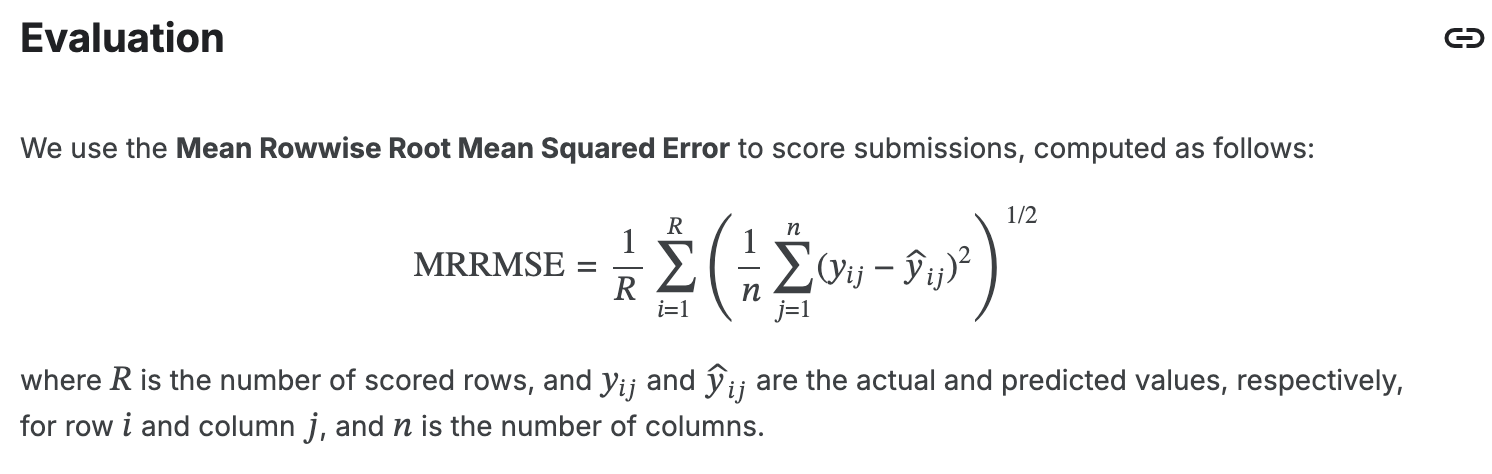 Evaluation
We use the Mean Rowwise Root Mean Squared Error to score submissions, computed as follows:
MRRMSE = \frac{1}{R} \sum_{i=1}^{R} \left( \frac{1}{n} \sum_{j=1}^{n} (y_{ij} - \hat{y}_{ij})^2 \right)^{1/2}
where R is the number of scored rows, and y_{ij} and \hat{y}_{ij} are the actual and predicted values, respectively,
for row i and column j, and n is the number of columns.